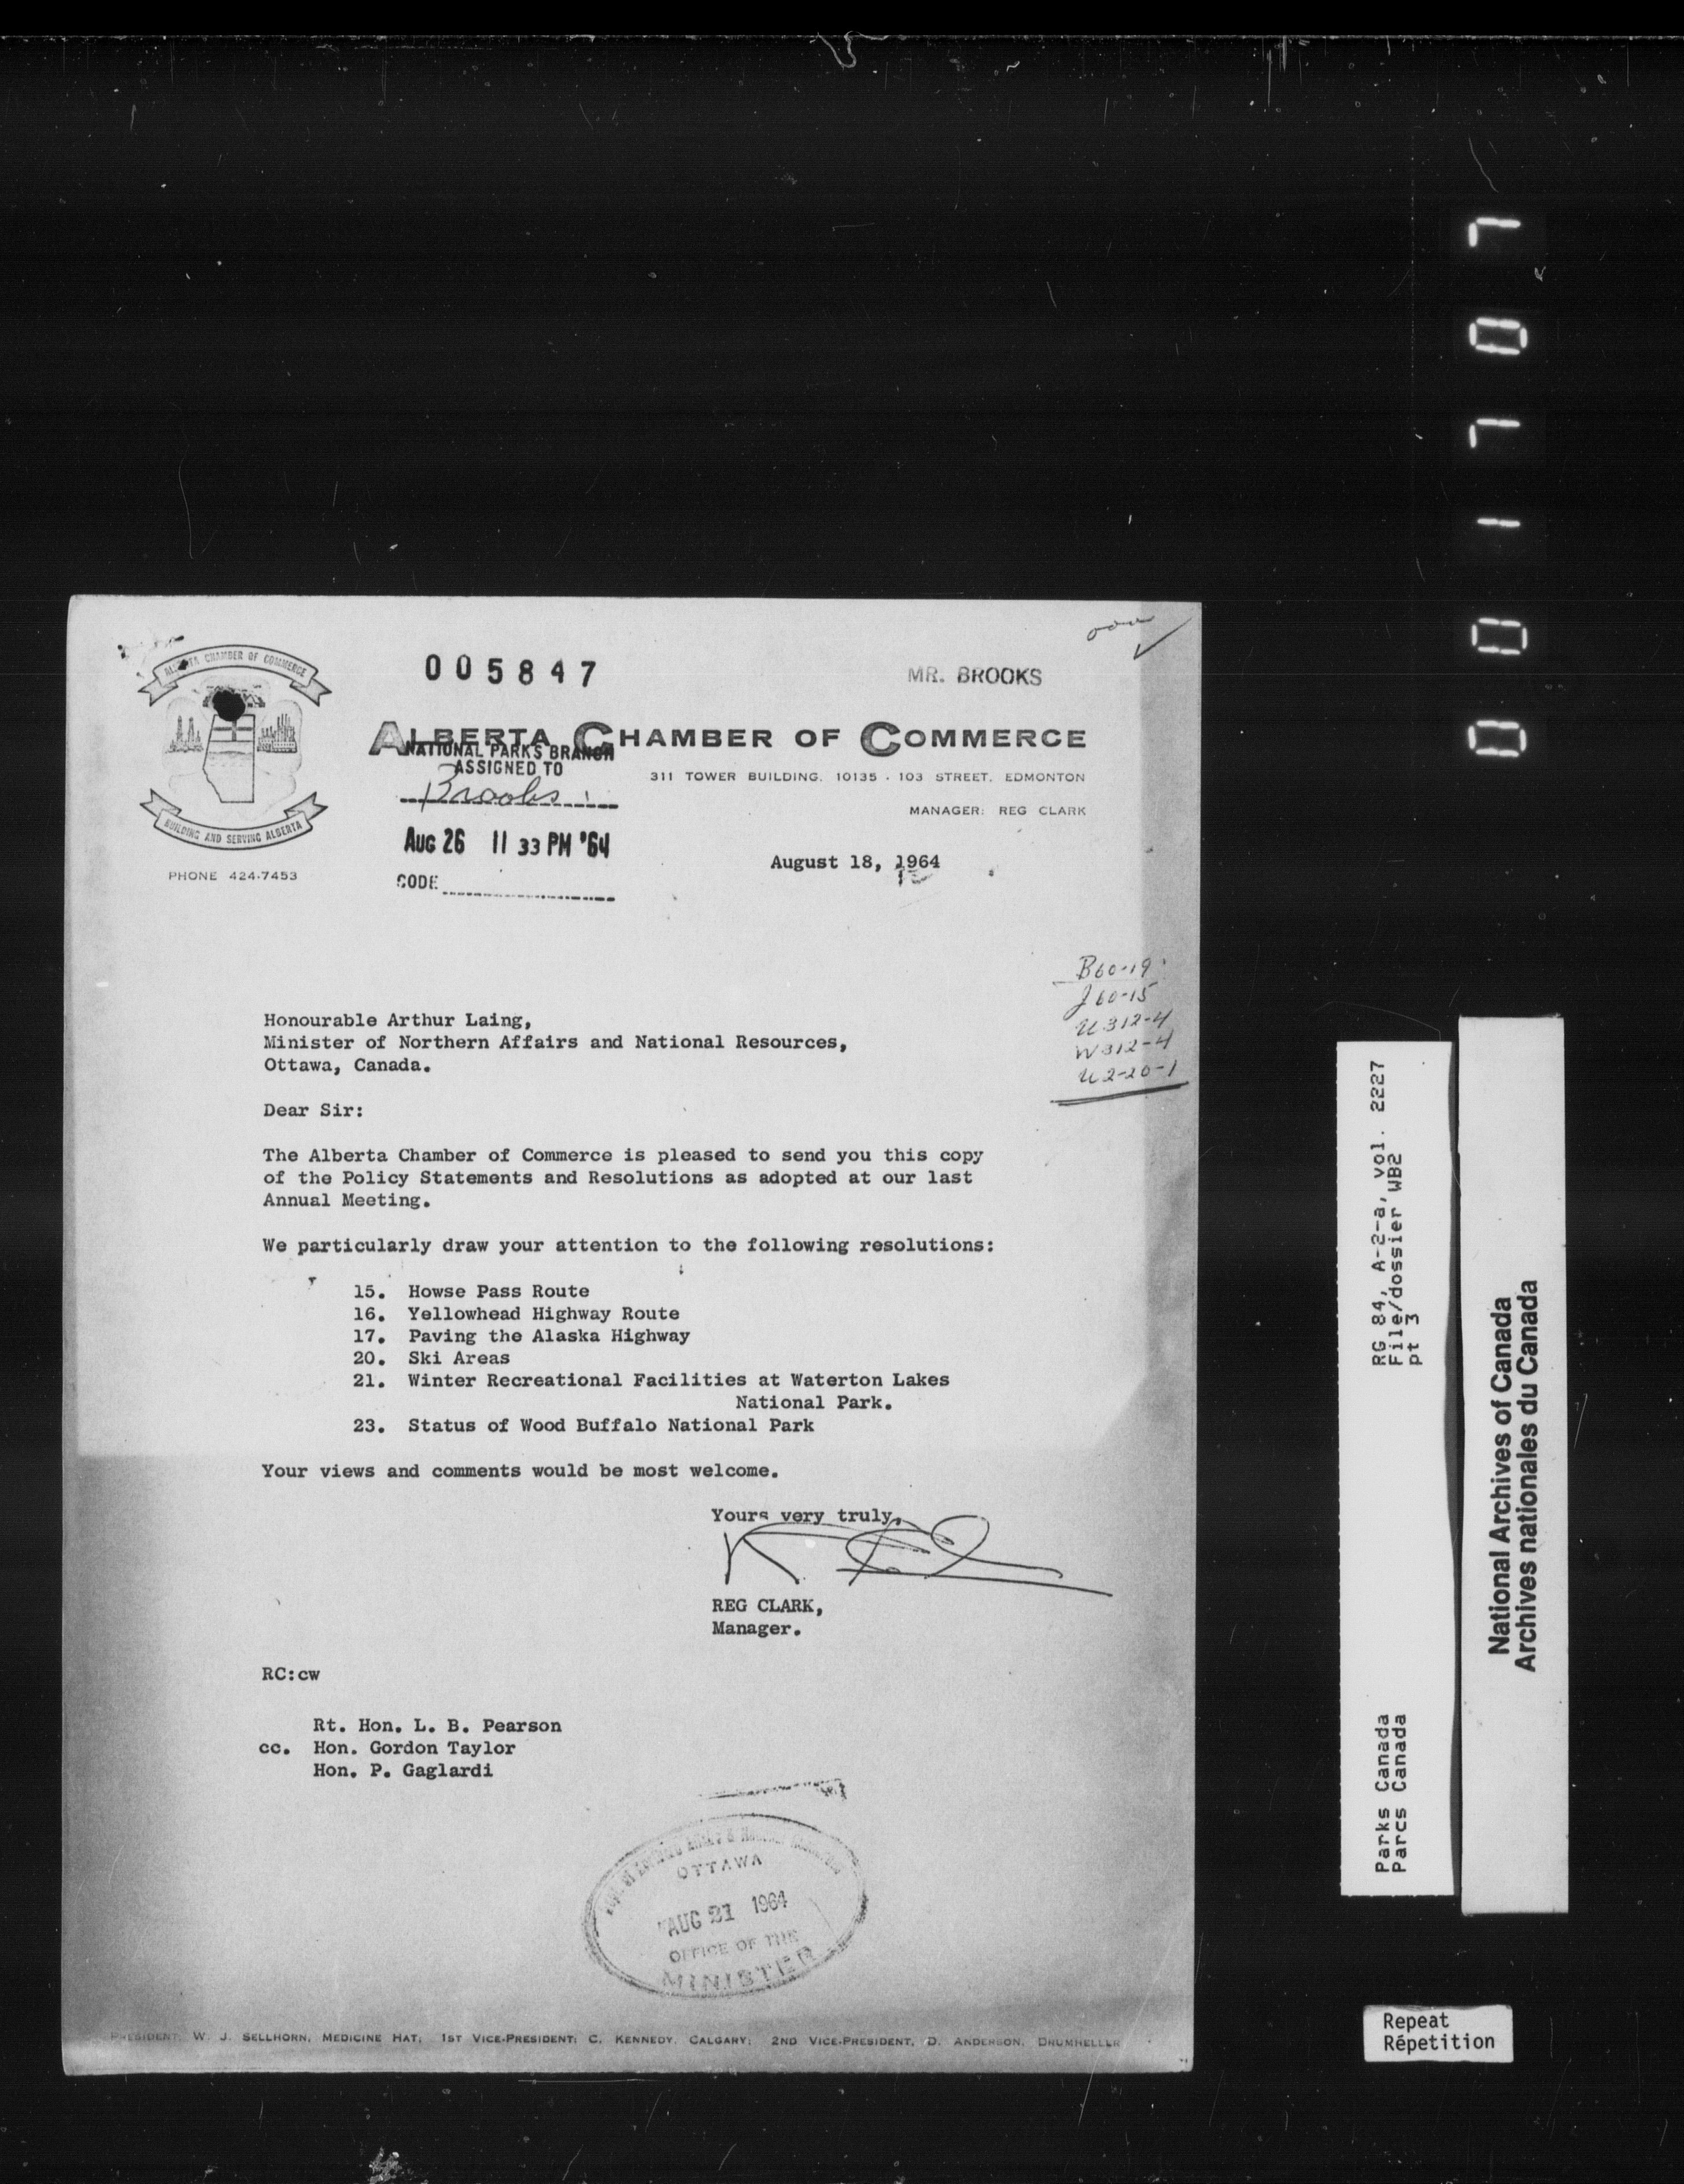 ALBERTA CHAMBER OF COMMERCE
005847
MR. BROOKS
ALBERTA CHAMBER OF COMMERCE
NATIONAL PARKS BRANCH
ASSIGNED TO
Brooks
311 TOWER BUILDING, 10135 - 103 STREET, EDMONTON
MANAGER: REG CLARK
BUILDING AND SERVING ALBERTA
PHONE 424-7453
AUG 26 11 33 PM '64
CODE
August 18, 1964
B60-19
J60-15
U312-4
W312-4
U2-20-1
Honourable Arthur Laing,
Minister of Northern Affairs and National Resources,
Ottawa, Canada.
Dear Sir:
The Alberta Chamber of Commerce is pleased to send you this copy
of the Policy Statements and Resolutions as adopted at our last
Annual Meeting.
We particularly draw your attention to the following resolutions:
15. Howse Pass Route
16. Yellowhead Highway Route
17. Paving the Alaska Highway
20. Ski Areas
21. Winter Recreational Facilities at Waterton Lakes
National Park.
23. Status of Wood Buffalo National Park
Your views and comments would be most welcome.
Yours very truly,
REG CLARK,
Manager.
RC:cw
Rt. Hon. L. B. Pearson
cc. Hon. Gordon Taylor
Hon. P. Gaglardi
OTTAWA
AUG 21 1964
OFFICE OF THE
MINISTER
PRESIDENT: W. J. SELLHORN, MEDICINE HAT; 1ST VICE-PRESIDENT: C. KENNEDY, CALGARY; 2ND VICE-PRESIDENT, D. ANDERSON, DRUMHELLER
001707
RG 84, A-2-a, vol. 2227
File/dossier WB2
pt 3
Parks Canada
Parcs Canada
National Archives of Canada
Archives nationales du Canada
Repeat
Répetition